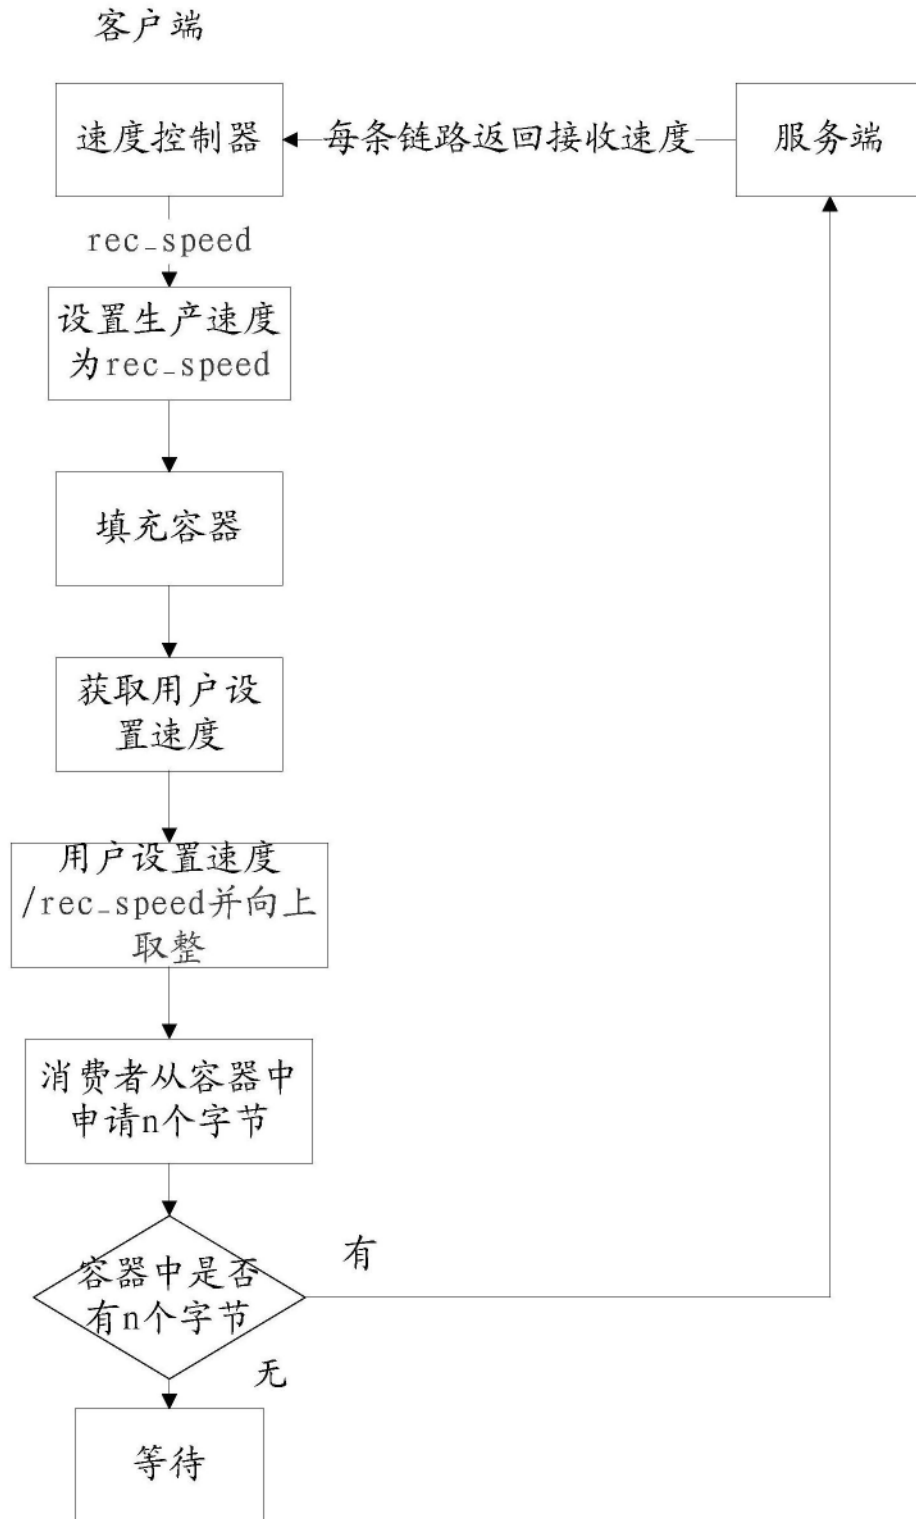 客户端
速度控制器
每条链路返回接收速度
服务端
rec_speed
设置生产速度
为rec_speed
填充容器
获取用户设
置速度
用户设置速度
/rec_speed并向上
取整
消费者从容器中
申请n个字节
容器中是否
有n个字节
有
无
等待